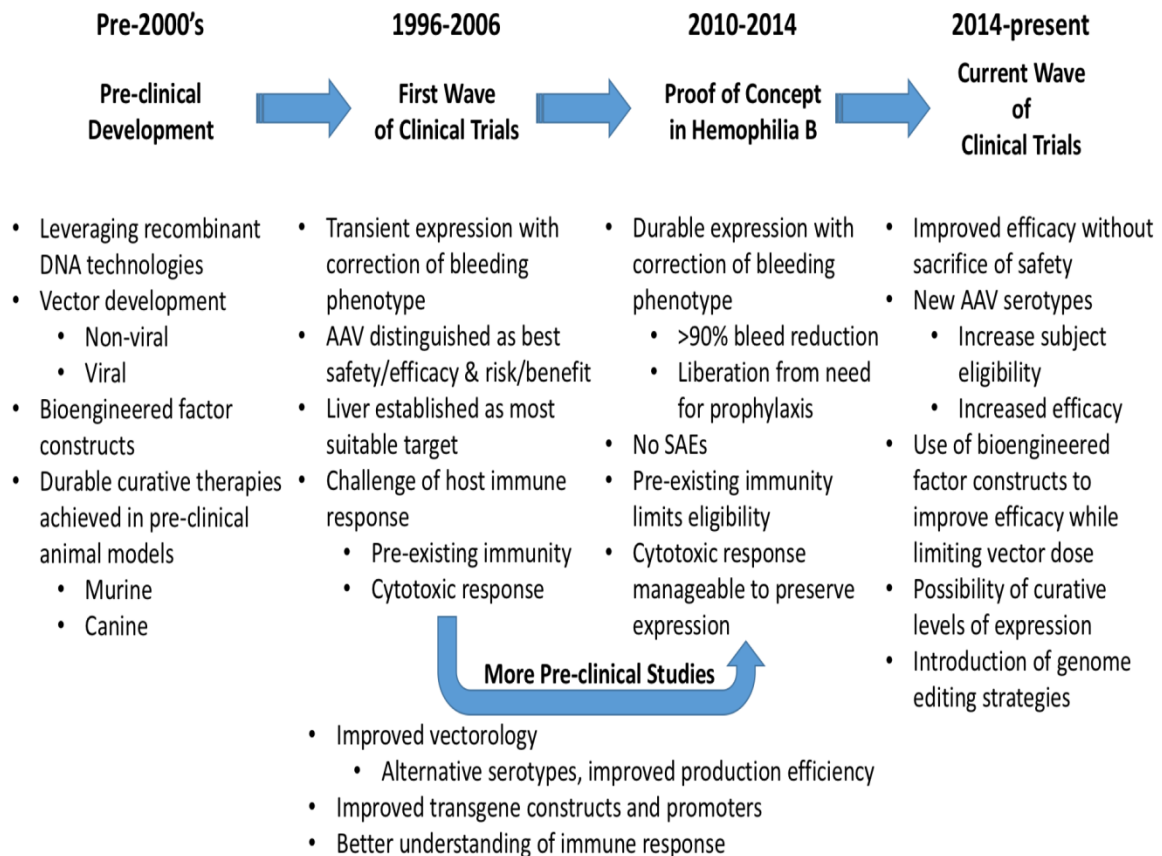 Pre-2000's
Pre-clinical
Development
• Leveraging recombinant
DNA technologies
• Vector development
• Non-viral
• Viral
• Bioengineered factor
constructs
• Durable curative therapies
achieved in pre-clinical
animal models
• Murine
• Canine
1996-2006
First Wave
of Clinical Trials
• Transient expression with
correction of bleeding
phenotype
• AAV distinguished as best
safety/efficacy & risk/benefit
• Liver established as most
suitable target
• Challenge of host immune
response
• Pre-existing immunity
• Cytotoxic response
2010-2014
Proof of Concept
in Hemophilia B
• Durable expression with
correction of bleeding
phenotype
• >90% bleed reduction
• Liberation from need
for prophylaxis
• No SAEs
• Pre-existing immunity
limits eligibility
• Cytotoxic response
manageable to preserve
expression
2014-present
Current Wave
of
Clinical Trials
• Improved efficacy without
sacrifice of safety
• New AAV serotypes
• Increase subject
eligibility
• Increased efficacy
• Use of bioengineered
factor constructs to
improve efficacy while
limiting vector dose
• Possibility of curative
levels of expression
• Introduction of genome
editing strategies
More Pre-clinical Studies
• Improved vectorology
• Alternative serotypes, improved production efficiency
• Improved transgene constructs and promoters
• Better understanding of immune response